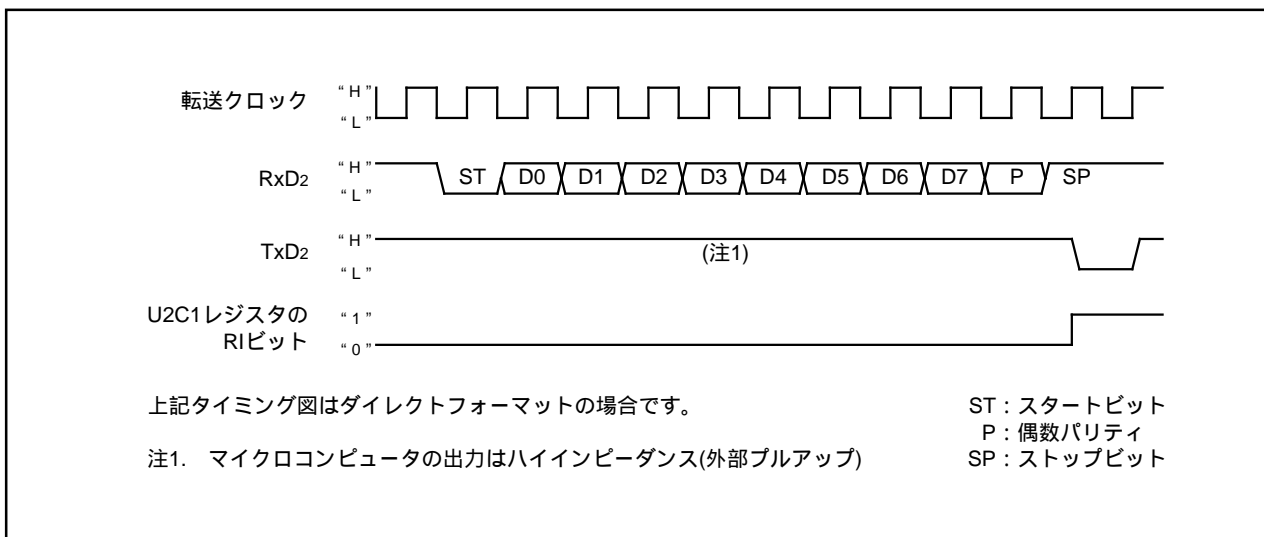 転送クロック “H”
“L”
RxD2 “H”
“L” ST D0 D1 D2 D3 D4 D5 D6 D7 P SP
TxD2 “H”
“L” (注1)
U2C1レジスタの “1”
RIビット “0”
上記タイミング図はダイレクトフォーマットの場合です。
注1. マイクロコンピュータの出力はハイインピーダンス(外部プルアップ)
ST:スタートビット
P:偶数パリティ
SP:ストップビット